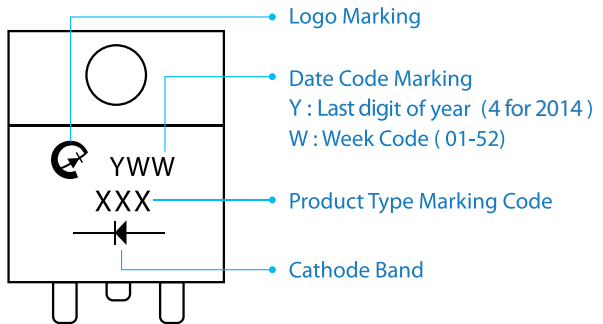 Logo Marking
Date Code Marking
Y : Last digit of year (4 for 2014 )
W : Week Code ( 01-52)
YWW
XXX
Product Type Marking Code
Cathode Band